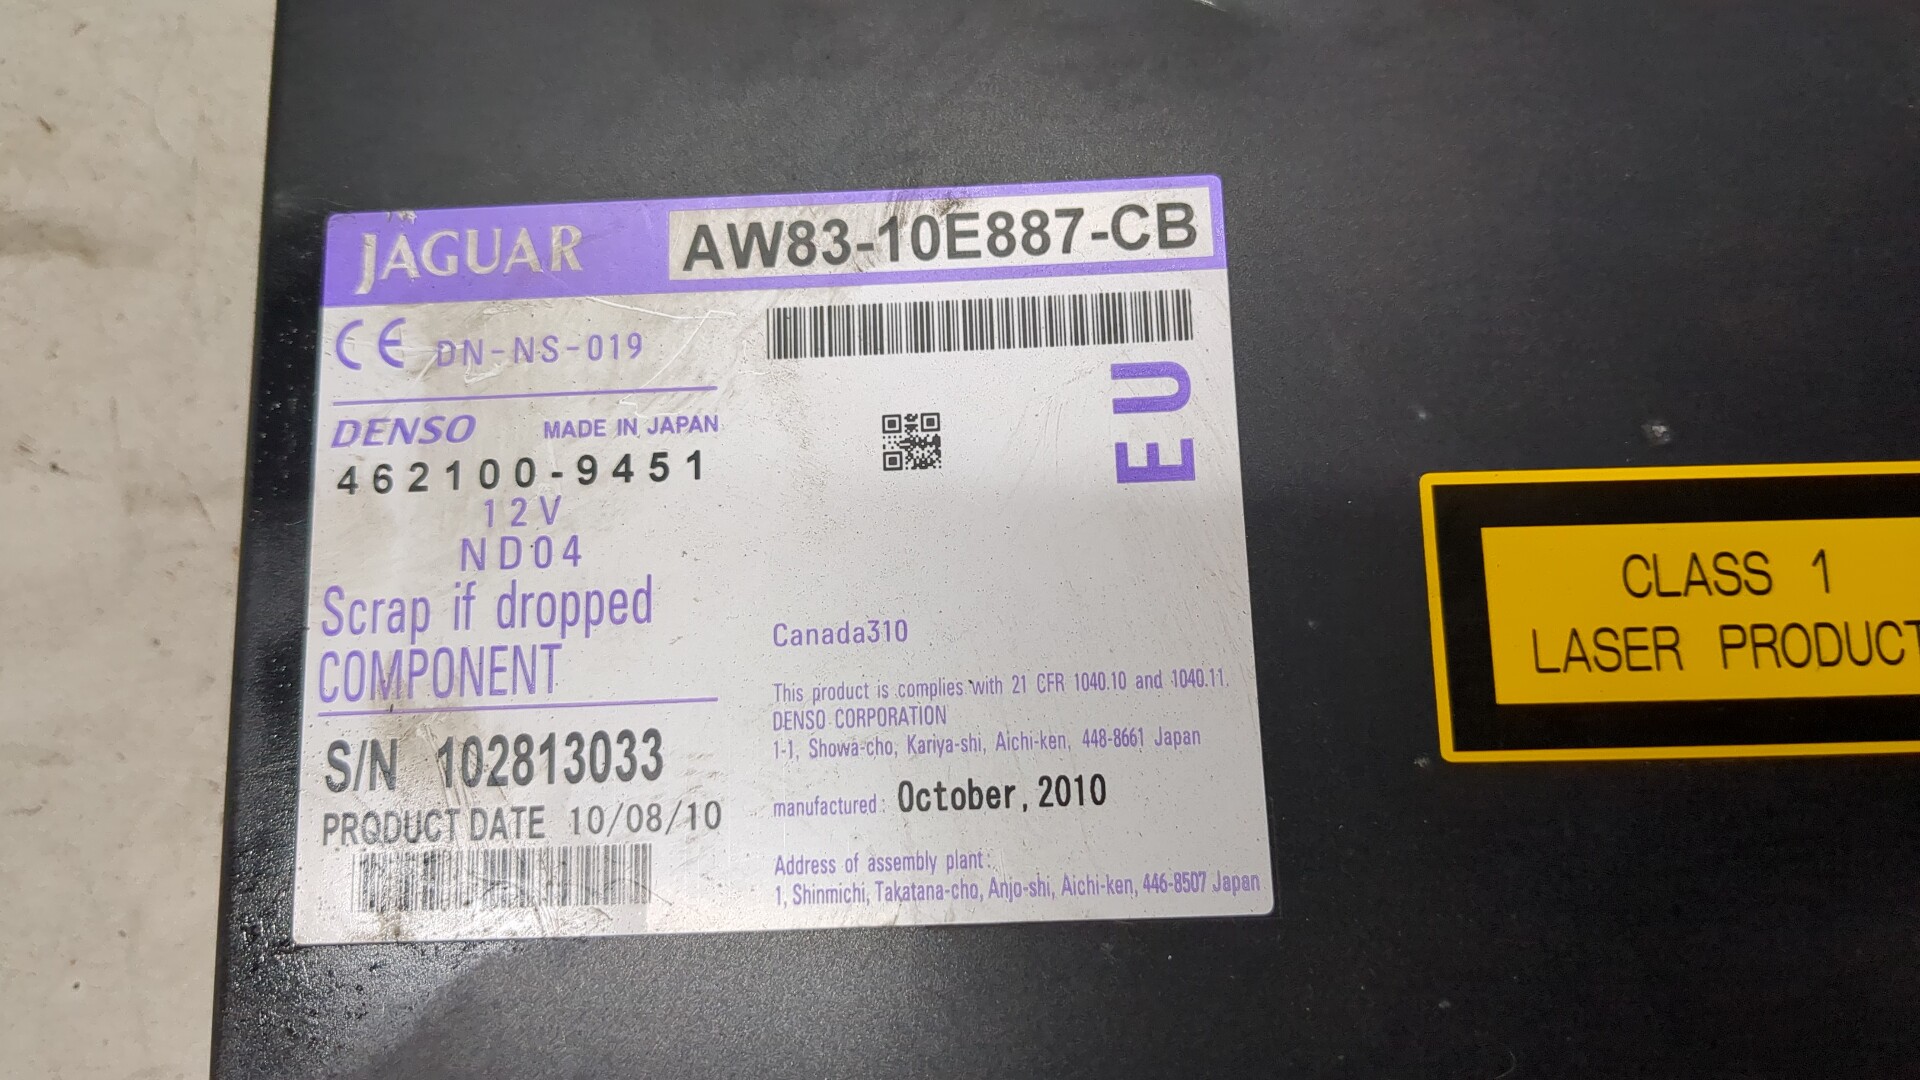 JAGUAR AW83-10E887-CB
CE DN-NS-019
DENSO MADE IN JAPAN
462100-9451
12V
ND04
Scrap if dropped
COMPONENT
S/N 102813033
PRODUCT DATE 10/08/10
EU
Canada310
This product is complies with 21 CFR 1040.10 and 1040.11.
DENSO CORPORATION
1-1, Showa-cho, Kariya-shi, Aichi-ken, 448-8661 Japan
manufactured: October, 2010
Address of assembly plant:
1, Shinmichi, Takatana-cho, Anjo-shi, Aichi-ken, 446-8507 Japan
CLASS 1
LASER PRODUCT